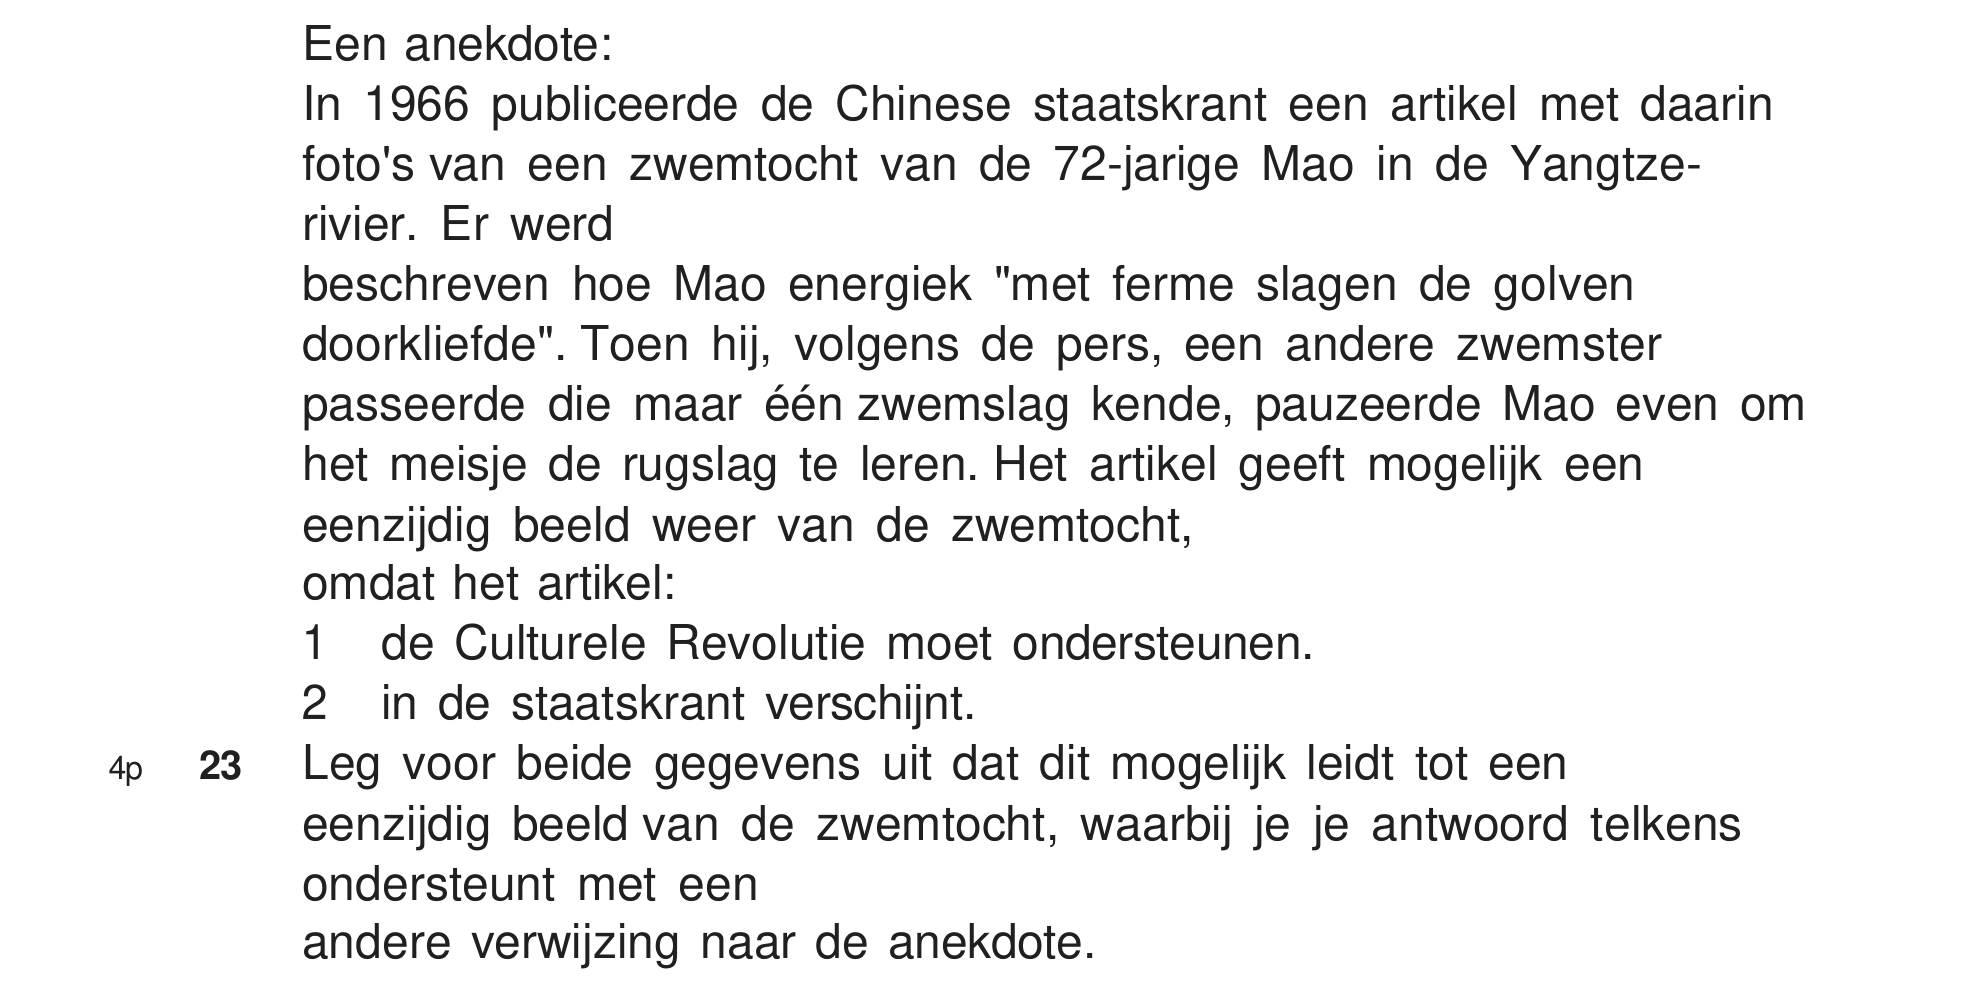 Een anekdote:
In 1966 publiceerde de Chinese staatskrant een artikel met daarin
foto's van een zwemtocht van de 72-jarige Mao in de Yangtze-
rivier. Er werd
beschreven hoe Mao energiek "met ferme slagen de golven
doorkliefde". Toen hij, volgens de pers, een andere zwemster
passeerde die maar één zwemslag kende, pauzeerde Mao even om
het meisje de rugslag te leren. Het artikel geeft mogelijk een
eenzijdig beeld weer van de zwemtocht,
omdat het artikel:
1 de Culturele Revolutie moet ondersteunen.
2 in de staatskrant verschijnt.
4p 23 Leg voor beide gegevens uit dat dit mogelijk leidt tot een
eenzijdig beeld van de zwemtocht, waarbij je je antwoord telkens
ondersteunt met een
andere verwijzing naar de anekdote.